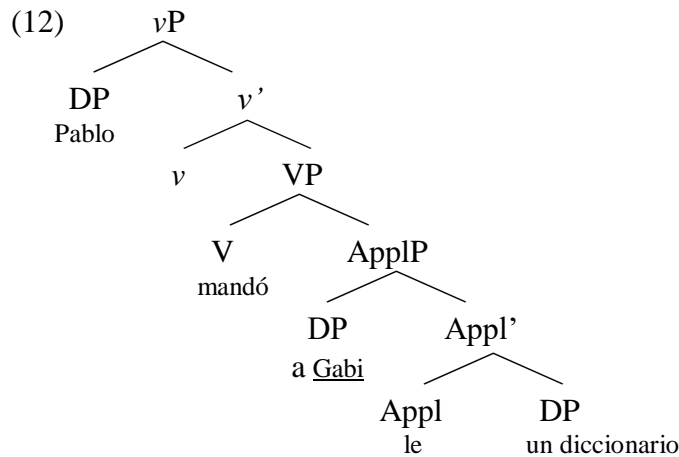 (12) vP
DP v’
Pablo
v VP
V ApplP
mandó
DP Appl’
a Gabi
Appl DP
le un diccionario